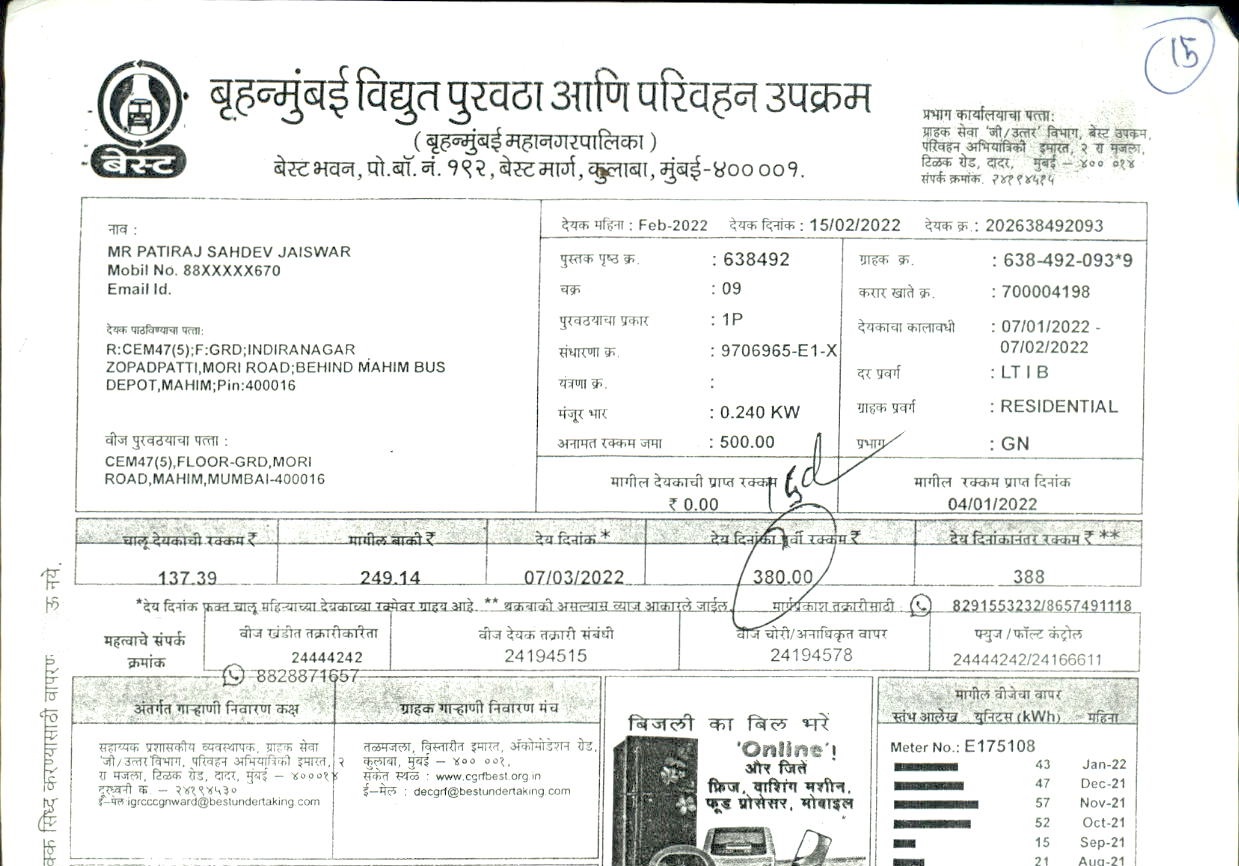 15
बृहन्मुंबई विद्युत पुरवठा आणि परिवहन उपक्रम
( बृहन्मुंबई महानगरपालिका )
बेस्ट भवन, पो.बॉ. नं. १९२, बेस्ट मार्ग, कुलाबा, मुंबई-४०० ००१.
बेस्ट
प्रभाग कार्यालयाचा पत्ता:
ग्राहक सेवा 'जी/उत्तर' विभाग, बेस्ट उपक्रम,
परिवहन अभियांत्रिकी इमारत, २ रा मजला,
टिळक रोड, दादर, मुंबई – ४०० ०१४
संपर्क क्रमांक. २४१९४५१५
नाव :
MR PATIRAJ SAHDEV JAISWAR
Mobil No. 88XXXXX670
Email Id.
देयक पाठविण्याचा पत्ता:
R:CEM47(5);F:GRD;INDIRANAGAR
ZOPADPATTI,MORI ROAD;BEHIND MAHIM BUS
DEPOT,MAHIM;Pin:400016
वीज पुरवठयाचा पत्ता :
CEM47(5),FLOOR-GRD,MORI
ROAD,MAHIM,MUMBAI-400016
देयक महिना : Feb-2022 देयक दिनांक : 15/02/2022 देयक क्र.: 202638492093
पुस्तक पृष्ठ क्र. : 638492
चक्र : 09
पुरवठयाचा प्रकार : 1P
संधारणा क्र. : 9706965-E1-X
यंत्रणा क्र. :
मंजूर भार : 0.240 KW
अनामत रक्कम जमा : 500.00
ग्राहक क्र. : 638-492-093*9
करार खाते क्र. : 700004198
देयकाचा कालावधी : 07/01/2022 -
07/02/2022
दर प्रवर्ग : LT I B
ग्राहक प्रवर्ग : RESIDENTIAL
प्रभाग : GN
मागील देयकाची प्राप्त रक्कम
₹ 0.00
मागील रक्कम प्राप्त दिनांक
04/01/2022
चालू देयकाची रक्कम ₹ मागील बाकी ₹ देय दिनांक * देय दिनांका पूर्वी रक्कम ₹ देय दिनांकानंतर रक्कम ₹ **
137.39 249.14 07/03/2022 380.00 388
*देय दिनांक फक्त चालू महिन्याच्या देयकाच्या रक्मेवर ग्राहय आहे. ** थकबाकी असल्यास व्याज आकारले जाईल. मार्गप्रकाश तक्रारीसाठी : 8291553232/8657491118
महत्वाचे संपर्क क्रमांक
वीज खंडीत तक्रारीकरिता
24444242
8828871657
वीज देयक तक्रारी संबंधी
24194515
वीज चोरी/अनाधिकृत वापर
24194578
फ्युज / फॉल्ट कंट्रोल
24444242/24166611
अंतर्गत गाऱ्हाणी निवारण कक्ष
सहाय्यक प्रशासकीय व्यवस्थापक, ग्राहक सेवा
'जी/उत्तर'विभाग, परिवहन अभियांत्रिकी इमारत, २
रा मजला, टिळक रोड, दादर, मुंबई – ४०००१४
दूरध्वनी क्र – २४१९४५३०
ई-मेल:igrcccgnward@bestundertaking.com
ग्राहक गाऱ्हाणी निवारण मंच
तळमजला, विस्तारीत इमारत, ॲकोमोडेशन रोड,
कुलाबा, मुंबई – ४०० ००१,
संकेत स्थळ : www.cgrfbest.org.in
ई–मेल : decgrf@bestundertaking.com
बिजली का बिल भरें
'Online'!
और जितें
फ्रिज, वाशिंग मशीन,
फूड प्रोसेसर, मोबाइल
मागील वीजेचा वापर
स्तंभ आलेख युनिटस (kWh) महिना
Meter No.: E175108
43 Jan-22
47 Dec-21
57 Nov-21
52 Oct-21
15 Sep-21
21 Aug-21